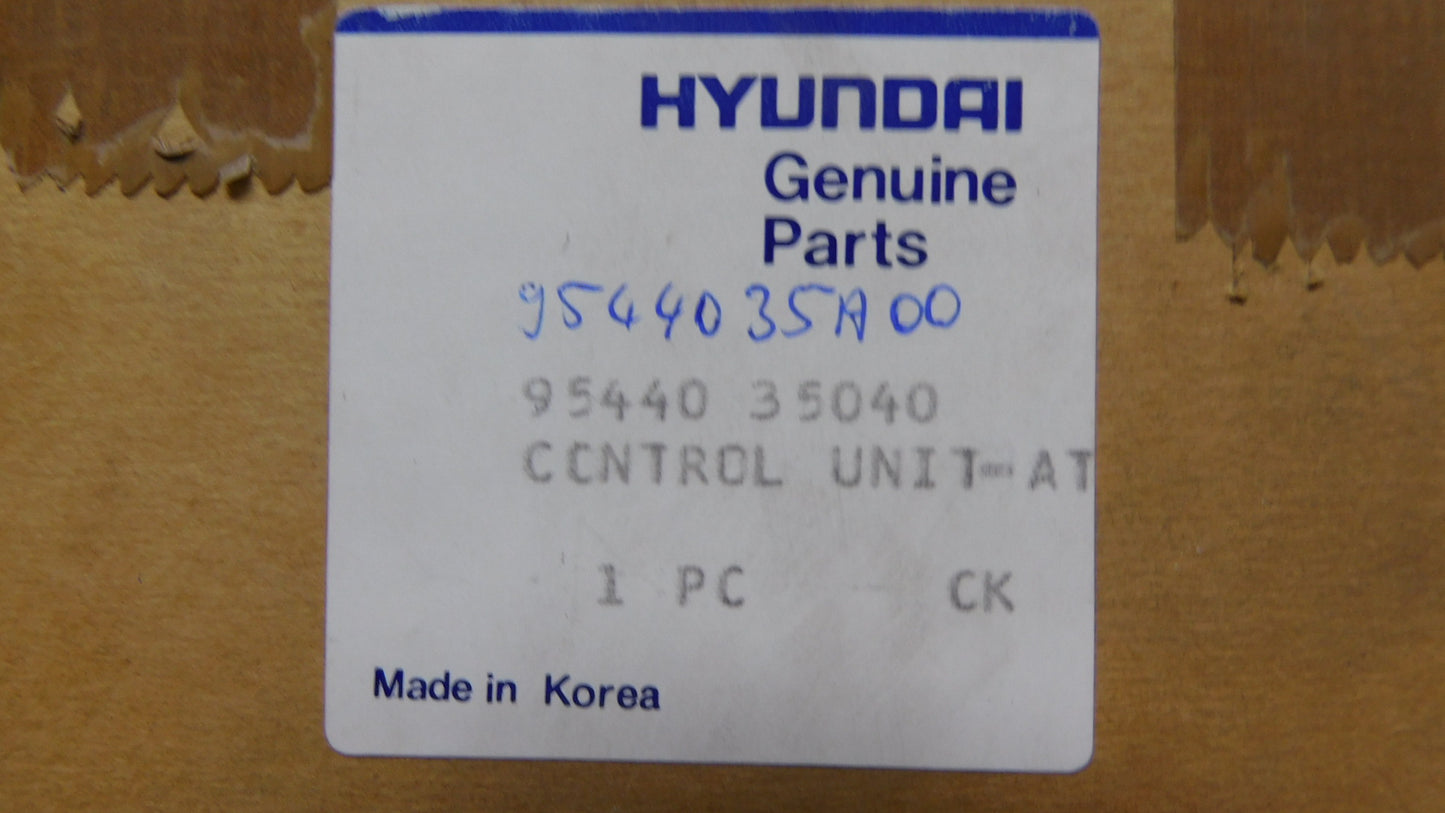 HYUNDAI
Genuine
Parts
9544035A00
95440 35040
CONTROL UNIT-AT
1 PC CK
Made in Korea